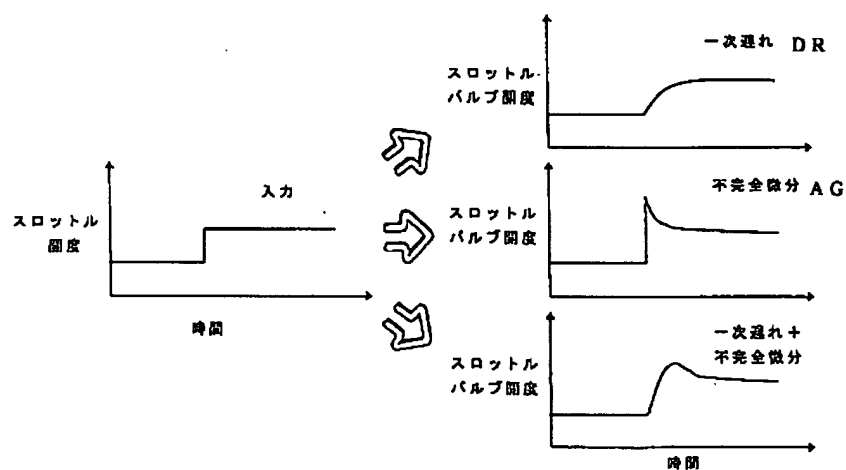 スロットル
開度
入力
時間
一次遅れ DR
スロットル
バルブ開度
不完全微分 AG
スロットル
バルブ開度
一次遅れ+
不完全微分
スロットル
バルブ開度
時間